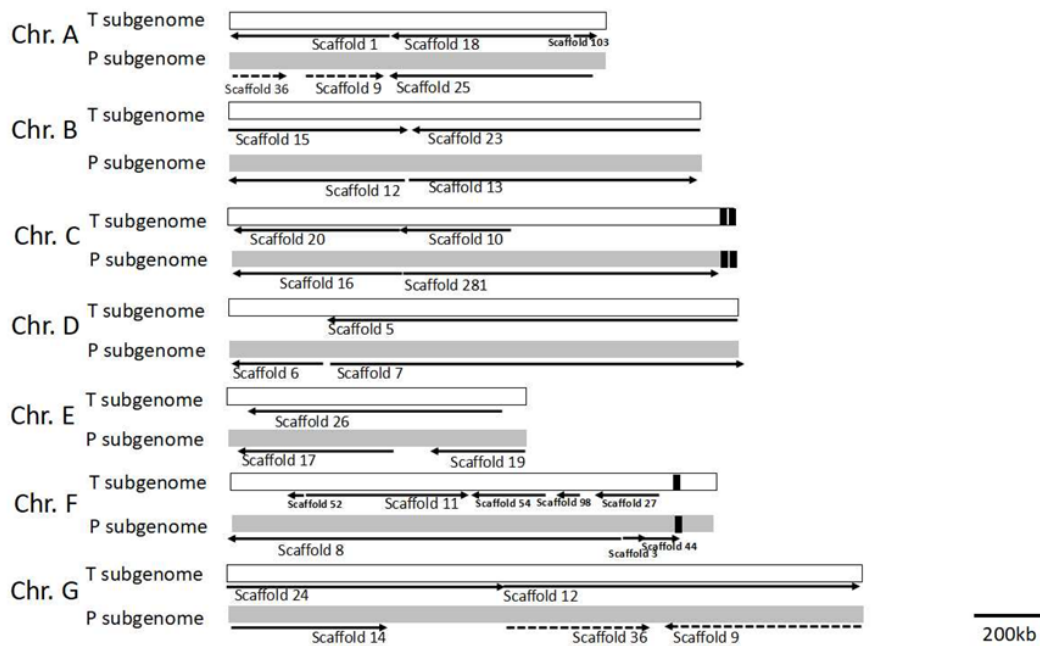 Chr. A
T subgenome
Scaffold 1
Scaffold 18
Scaffold 103
P subgenome
Scaffold 36
Scaffold 9
Scaffold 25
Chr. B
T subgenome
Scaffold 15
Scaffold 23
P subgenome
Scaffold 12
Scaffold 13
Chr. C
T subgenome
Scaffold 20
Scaffold 10
P subgenome
Scaffold 16
Scaffold 281
Chr. D
T subgenome
Scaffold 5
P subgenome
Scaffold 6
Scaffold 7
Chr. E
T subgenome
Scaffold 26
P subgenome
Scaffold 17
Scaffold 19
Chr. F
T subgenome
Scaffold 52
Scaffold 11
Scaffold 54
Scaffold 98
Scaffold 27
P subgenome
Scaffold 8
Scaffold 3
Scaffold 44
Chr. G
T subgenome
Scaffold 24
Scaffold 12
P subgenome
Scaffold 14
Scaffold 36
Scaffold 9
200kb